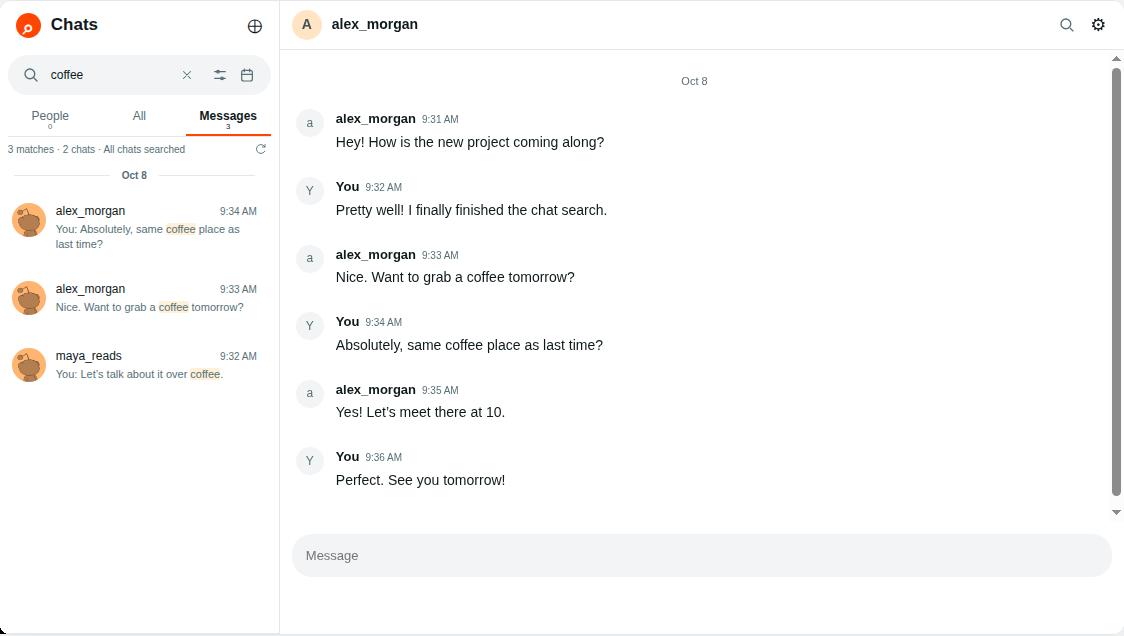 Chats
coffee
People
0
All
Messages
3
3 matches · 2 chats · All chats searched
Oct 8
alex_morgan 9:34 AM
You: Absolutely, same coffee place as
last time?
alex_morgan 9:33 AM
Nice. Want to grab a coffee tomorrow?
maya_reads 9:32 AM
You: Let’s talk about it over coffee.
A alex_morgan
Oct 8
a alex_morgan 9:31 AM
Hey! How is the new project coming along?
Y You 9:32 AM
Pretty well! I finally finished the chat search.
a alex_morgan 9:33 AM
Nice. Want to grab a coffee tomorrow?
Y You 9:34 AM
Absolutely, same coffee place as last time?
a alex_morgan 9:35 AM
Yes! Let’s meet there at 10.
Y You 9:36 AM
Perfect. See you tomorrow!
Message